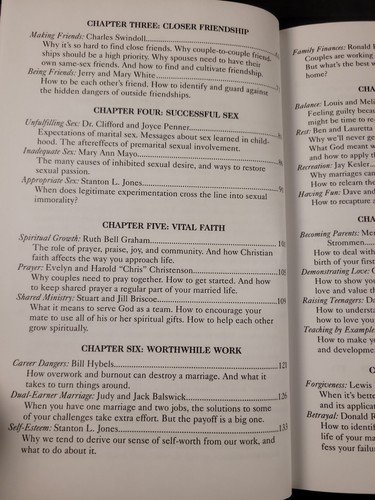 CHAPTER THREE: CLOSER FRIENDSHIP
Making Friends: Charles Swindoll
Why it's so hard to find close friends. Why couple-to-couple friend-
ships should be a high priority. Why spouses need to have their
own same-sex friends. And how to find and cultivate friendship.
Being Friends: Jerry and Mary White
How to be each other's friend. How to identify and guard against
the hidden dangers of outside friendships.
CHAPTER FOUR: SUCCESSFUL SEX
Unfulfilling Sex: Dr. Clifford and Joyce Penner
Expectations of marital sex. Messages about sex learned in child-
hood. The aftereffects of premarital sexual involvement.
Inadequate Sex: Mary Ann Mayo
The many causes of inhibited sexual desire, and ways to restore
sexual passion.
Appropriate Sex: Stanton L. Jones
When does legitimate experimentation cross the line into sexual
immorality?
CHAPTER FIVE: VITAL FAITH
Spiritual Growth: Ruth Bell Graham 101
The role of prayer, praise, joy, and community. And how Christian
faith affects the way you approach life.
Prayer: Evelyn and Harold "Chris" Christenson 105
Why couples need to pray together. How to get started. And how
to keep shared prayer a regular part of your married life.
Shared Ministry: Stuart and Jill Briscoe 109
What it means to serve God as a team. How to encourage your
mate to use all of his or her spiritual gifts. How to help each other
grow spiritually.
CHAPTER SIX: WORTHWHILE WORK
Career Dangers: Bill Hybels 121
How overwork and burnout can destroy a marriage. And what it
takes to turn things around.
Dual-Earner Marriage: Judy and Jack Balswick 126
When you have one marriage and two jobs, the solutions to some
of your challenges take extra effort. But the payoff is a big one.
Self-Esteem: Stanton L. Jones 133
Why we tend to derive our sense of self-worth from our work, and
what to do about it.
Family Finances: Ronald
Couples are working
But what's the best w
home?
CHA
Balance: Louis and Meli
Feeling guilty becau
might be time to re-
Rest: Ben and Lauretta
Why we'll never ge
What God meant w
and how to apply th
Recreation: Jay Kesler
Why marriages can
How to relearn the
Having Fun: Dave and
How to have
CHA
Becoming Parents: Mer
Strommen
How to deal with
birth of your first
Demonstrating Love: G
How to show you
love and value th
Raising Teenagers: Da
How to understa
how to love you
Teaching by Example
How to make yo
and developme
C
Forgiveness: Lewis
When it's bette
and its applicat
Betrayal: Donald R
How to identif
life of your ma
fess your failur